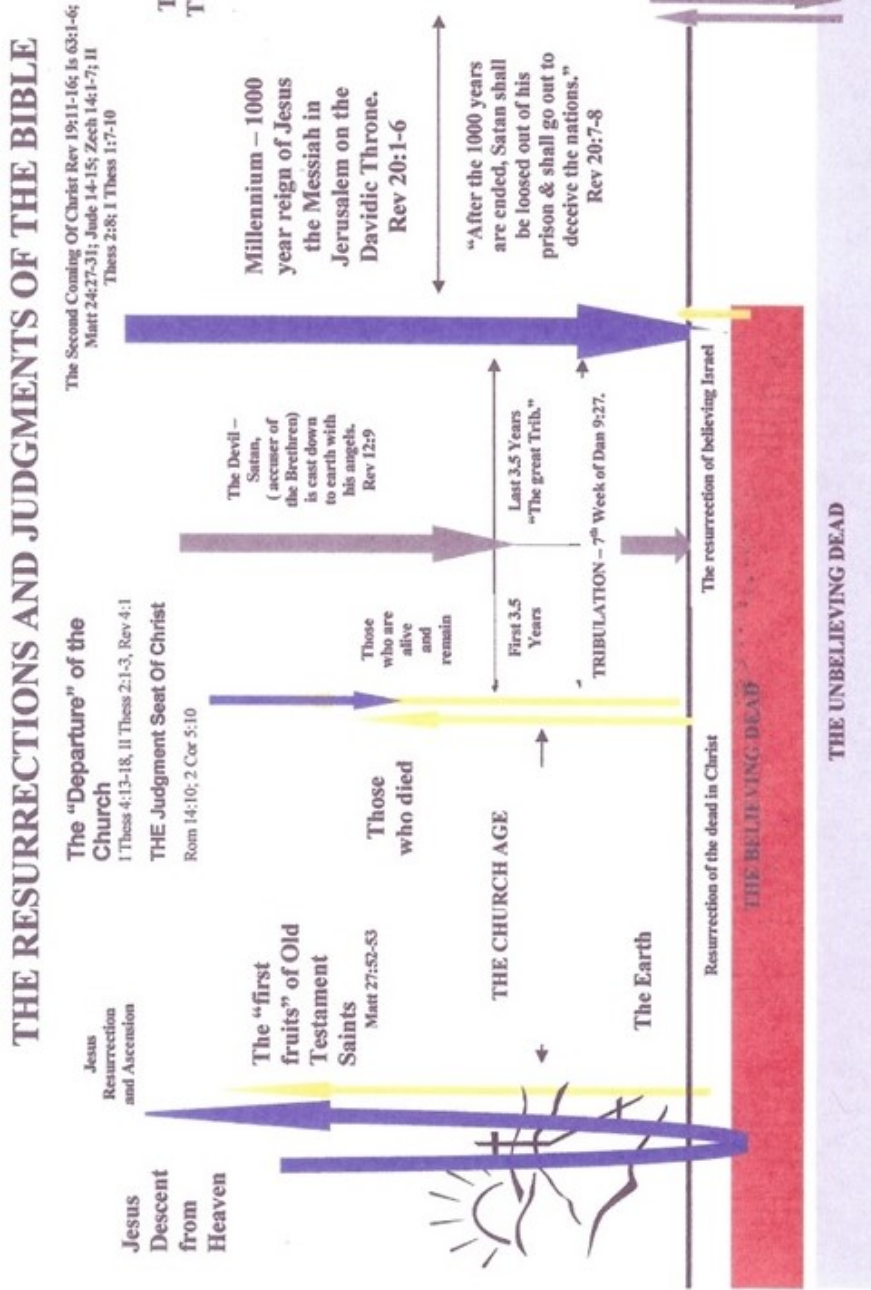 THE RESURRECTIONS AND JUDGMENTS OF THE BIBLE
Jesus
Descent
from
Heaven
Jesus
Resurrection
and Ascension
The "first
fruits" of Old
Testament
Saints
Matt 27:52-53
The "Departure" of the
Church
I Thess 4:13-18, II Thess 2:1-3, Rev 4:1
THE Judgment Seat Of Christ
Rom 14:10; 2 Cor 5:10
Those
who died
Those
who are
alive
and
remain
The Devil –
Satan,
( accuser of
the Brethren)
is cast down
to earth with
his angels.
Rev 12:9
The Second Coming Of Christ Rev 19:11-16; Is 63:1-6;
Matt 24:27-31; Jude 14-15; Zech 14:1-7; II
Thess 2:8; 1 Thess 1:7-10
Millennium – 1000
year reign of Jesus
the Messiah in
Jerusalem on the
Davidic Throne.
Rev 20:1-6
"After the 1000 years
are ended, Satan shall
be loosed out of his
prison & shall go out to
deceive the nations."
Rev 20:7-8
THE CHURCH AGE
First 3.5
Years
Last 3.5 Years
"The great Trib."
TRIBULATION – 7th Week of Dan 9:27.
The Earth
Resurrection of the dead in Christ
The resurrection of believing Israel
THE BELIEVING DEAD
THE UNBELIEVING DEAD